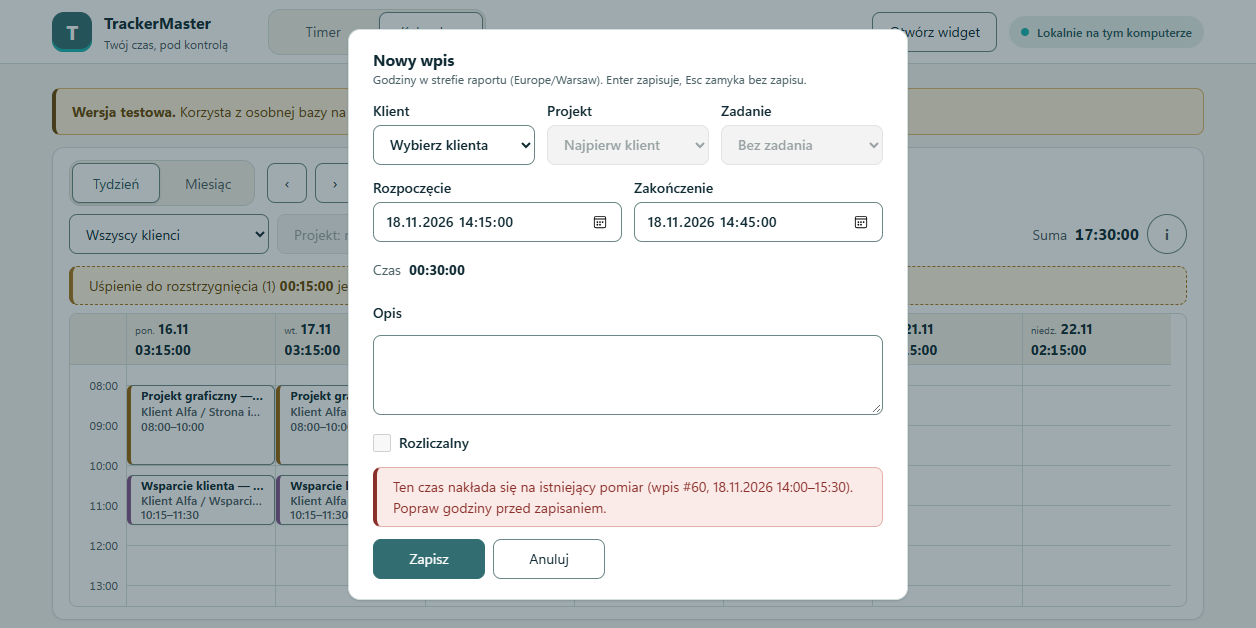 TrackerMaster
Twój czas, pod kontrolą
T
Timer
Otwórz widget
Lokalnie na tym komputerze
Wersja testowa. Korzysta z osobnej bazy na
Tydzień
Miesiąc
‹
›
Wszyscy klienci
Projekt:
Suma 17:30:00
i
Uśpienie do rozstrzygnięcia (1) 00:15:00 je
pon. 16.11
03:15:00
wt. 17.11
03:15:00
21.11
5:00
niedz. 22.11
02:15:00
08:00
09:00
10:00
11:00
12:00
13:00
Projekt graficzny —...
Klient Alfa / Strona i...
08:00–10:00
Projekt gra
Klient Alfa
08:00–10:0
Wsparcie klienta — ...
Klient Alfa / Wsparci...
10:15–11:30
Wsparcie
Klient Alfa
10:15–11:30
Nowy wpis
Godziny w strefie raportu (Europe/Warsaw). Enter zapisuje, Esc zamyka bez zapisu.
Klient
Projekt
Zadanie
Wybierz klienta
Najpierw klient
Bez zadania
Rozpoczęcie
Zakończenie
18.11.2026 14:15:00
18.11.2026 14:45:00
Czas 00:30:00
Opis
Rozliczalny
Ten czas nakłada się na istniejący pomiar (wpis #60, 18.11.2026 14:00–15:30).
Popraw godziny przed zapisaniem.
Zapisz
Anuluj